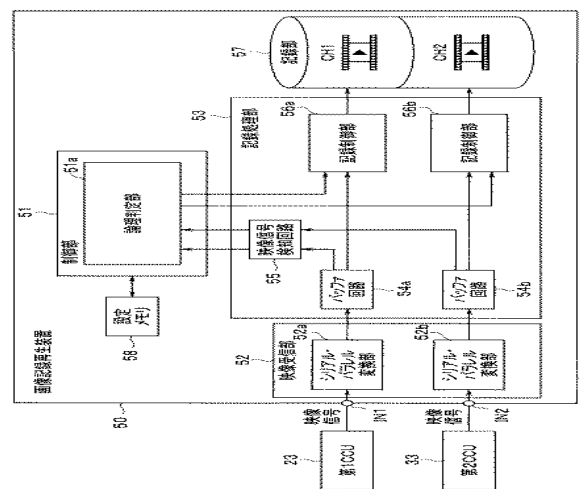 画像記録再生装置
50
制御部
51
論理判定部
51a
設定
メモリ
58
映像信号
検知回路
55
記録処理部
53
記録制御部
56a
記録制御部
56b
記録部
57
CH1
CH2
バッファ
回路
54a
バッファ
回路
54b
映像受信部
52
シリアル・
パラレル
変換部
52a
シリアル・
パラレル
変換部
52b
映像
信号
IN1
映像
信号
IN2
第1CCU
23
第2CCU
33